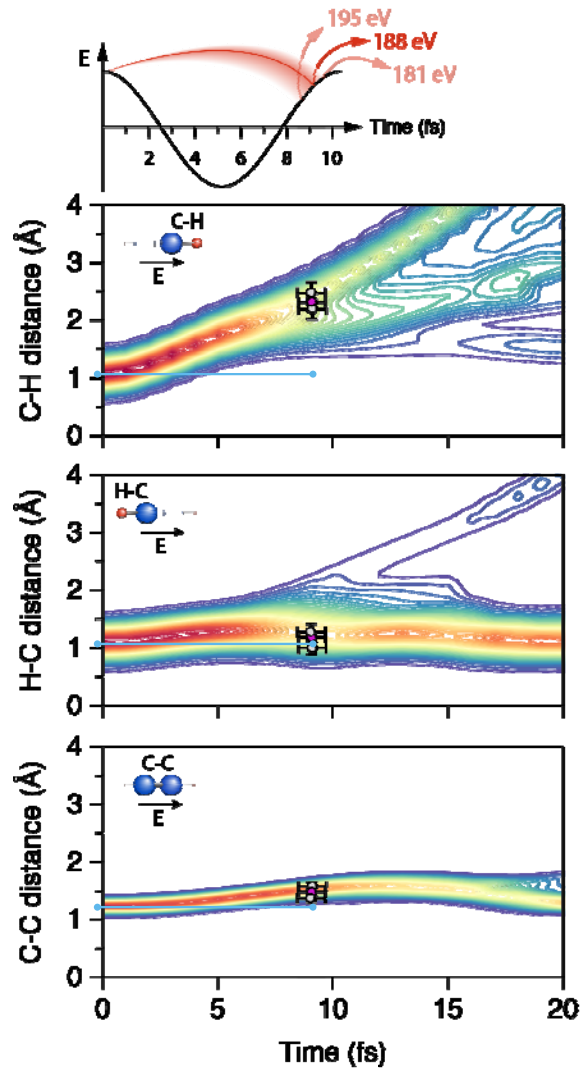 195 eV
E
188 eV
181 eV
Time (fs)
2 4 6 8 10
C-H distance (Å)
4
3
2
1
0
C-H
E
H-C distance (Å)
4
3
2
1
0
H-C
E
C-C distance (Å)
4
3
2
1
0
C-C
E
0 5 10 15 20
Time (fs)